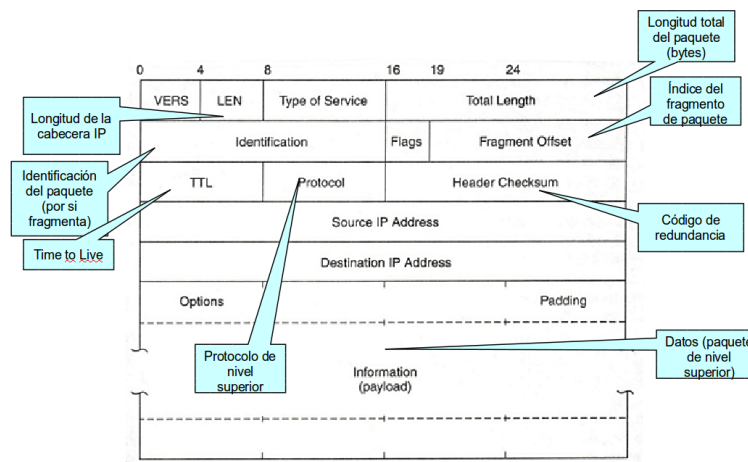 Longitud total
del paquete
(bytes)
0 4 8 16 19 24
VERS LEN Type of Service Total Length
Longitud de la
cabecera IP
Índice del
fragmento
de paquete
Identification Flags Fragment Offset
Identificación
del paquete
(por si
fragmenta)
TTL Protocol Header Checksum
Código de
redundancia
Source IP Address
Time to Live
Destination IP Address
Options Padding
Protocolo de
nivel
superior
Datos (paquete
de nivel
superior)
Information
(payload)